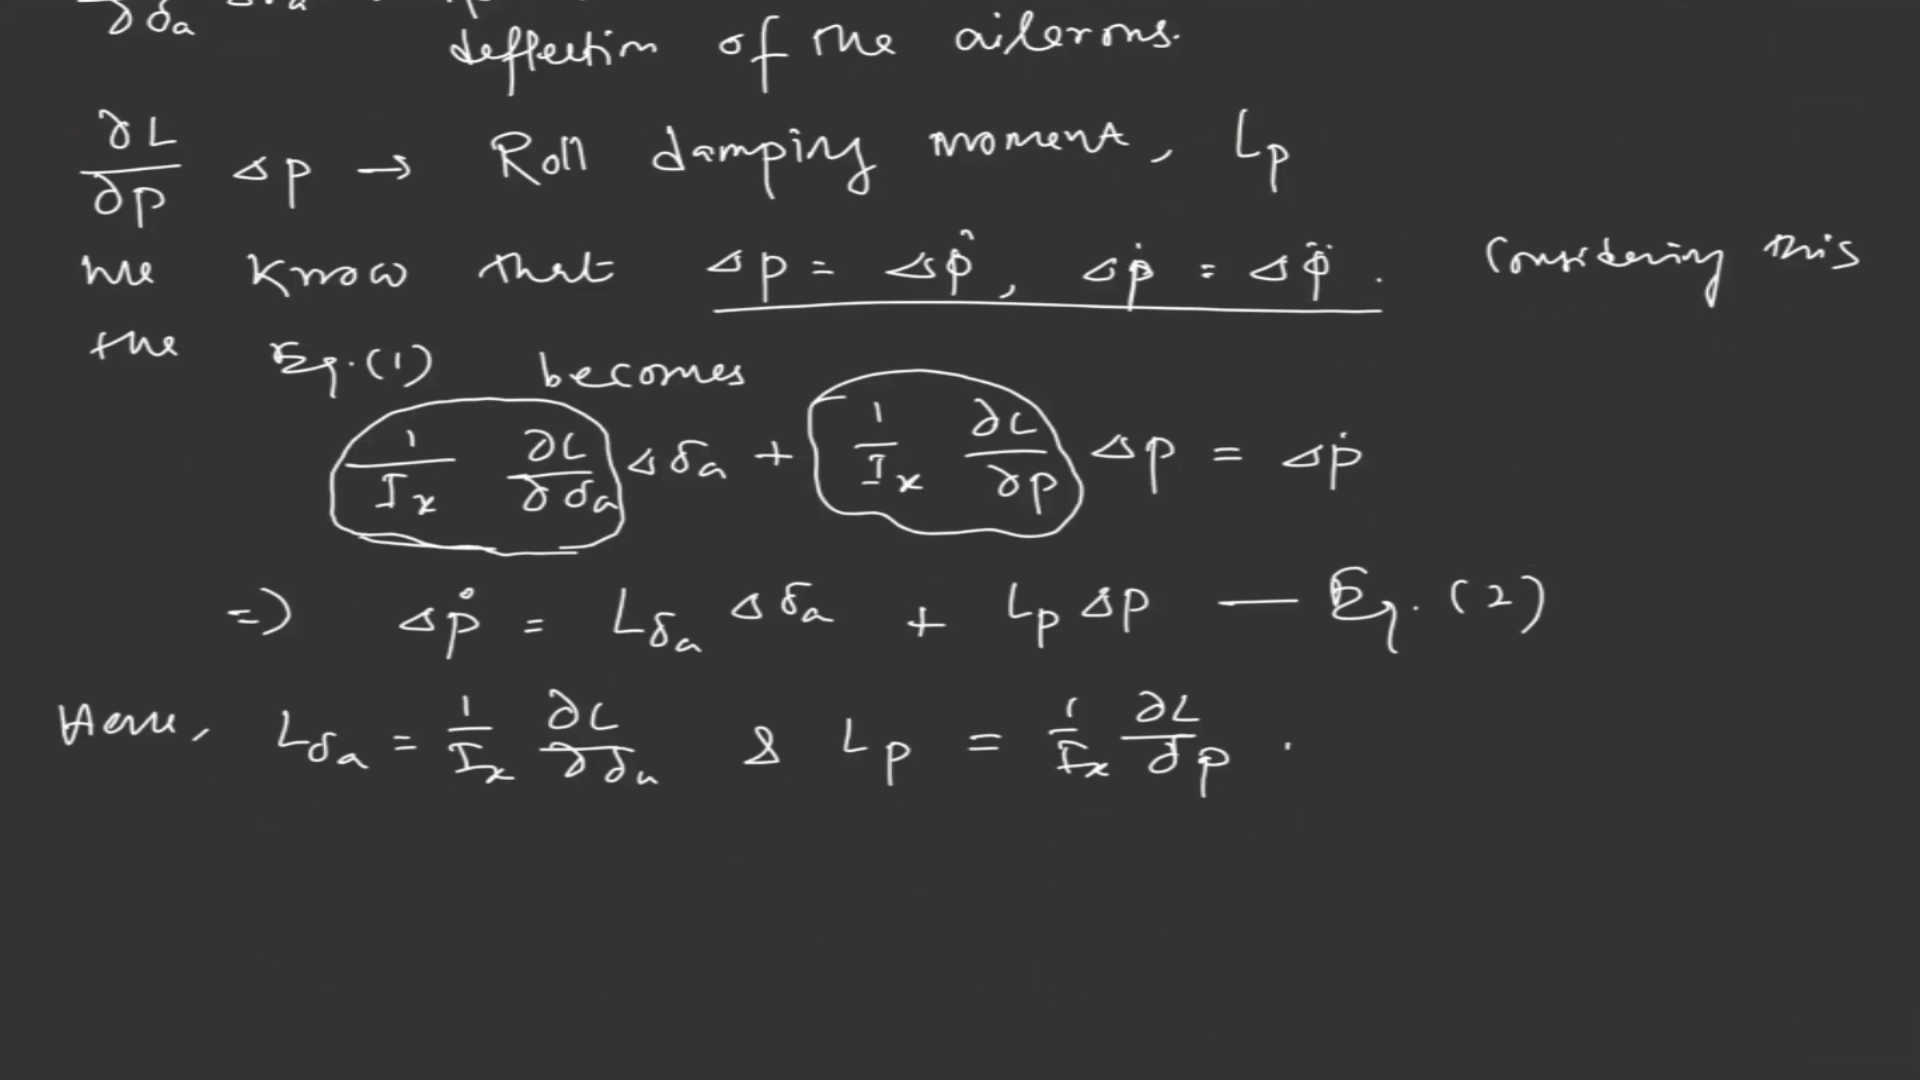 ∂δa
deflection of the ailerons.
∂L/∂p Δp → Roll damping moment, Lp
We know that Δp = Δφ̇, Δṗ = Δφ̈. Considering this
the Eq.(1) becomes
1/Ix ∂L/∂δa Δδa + 1/Ix ∂L/∂p Δp = Δṗ
=> Δṗ = Lδa Δδa + Lp Δp — Eq.(2)
Here, Lδa = 1/Ix ∂L/∂δa & Lp = 1/Ix ∂L/∂p .